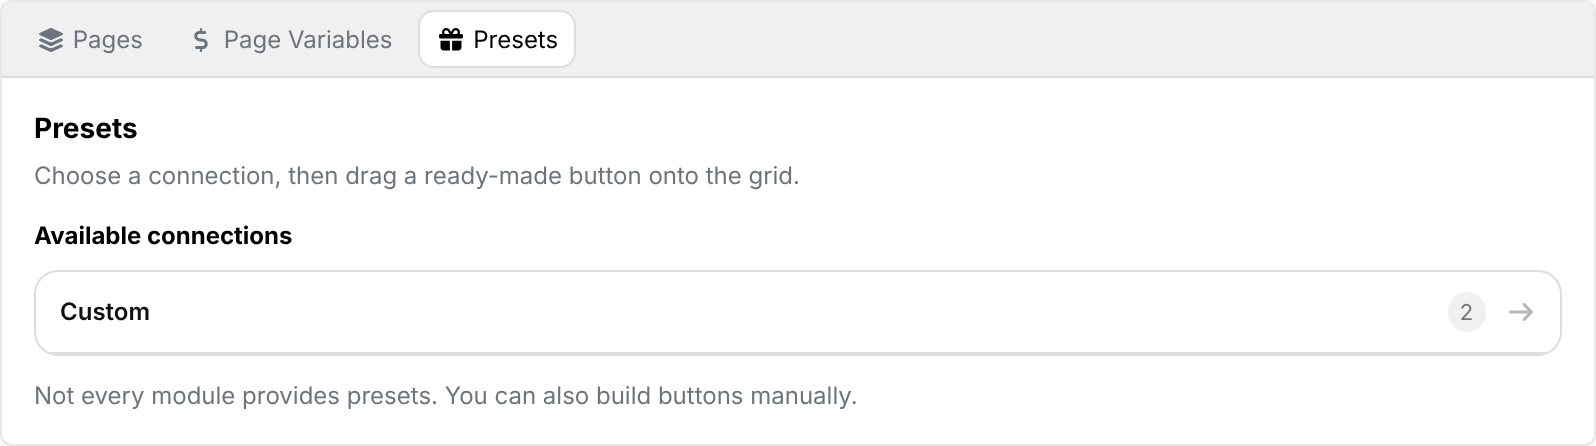 Pages
Page Variables
Presets
Presets
Choose a connection, then drag a ready-made button onto the grid.
Available connections
Custom
2
Not every module provides presets. You can also build buttons manually.